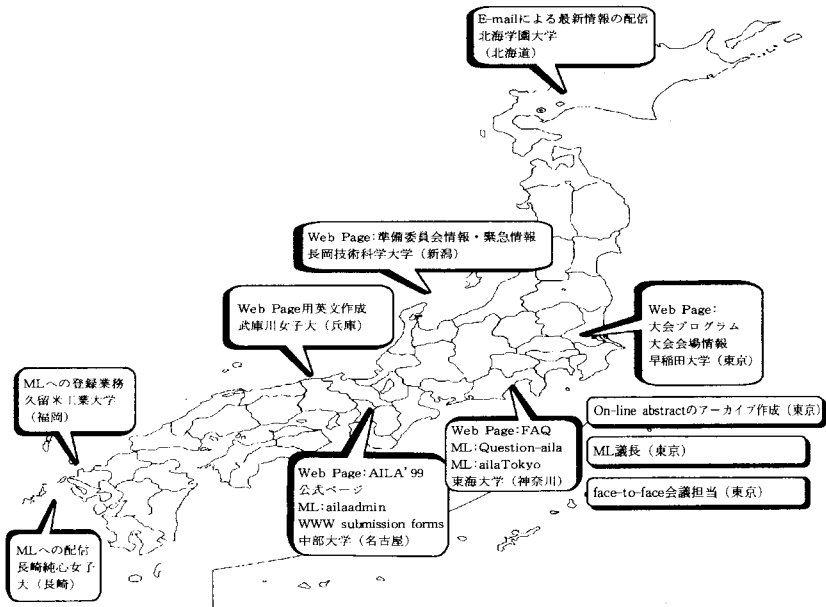 E-mailによる最新情報の配信
北海学園大学
(北海道)
Web Page:準備委員会情報・緊急情報
長岡技術科学大学(新潟)
Web Page用英文作成
武庫川女子大(兵庫)
Web Page:
大会プログラム
大会会場情報
早稲田大学(東京)
MLへの登録業務
久留米工業大学
(福岡)
Web Page:FAQ
ML:Question-aila
ML:ailaTokyo
東海大学(神奈川)
On-line abstractのアーカイブ作成(東京)
ML議長(東京)
face-to-face会議担当(東京)
Web Page:AILA'99
公式ページ
ML:ailaadmin
WWW submission forms
中部大学(名古屋)
MLへの配信
長崎純心女子
大(長崎)